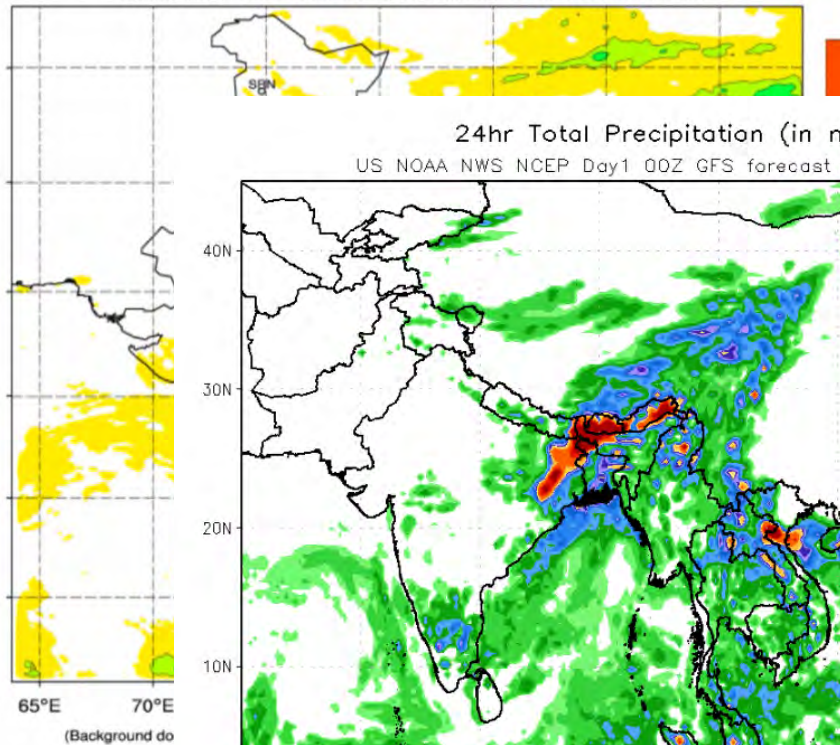 SRN
24hr Total Precipitation (in
US NOAA NWS NCEP Day1 00Z GFS forecast
40N
30N
20N
10N
65°E 70°E
(Background do